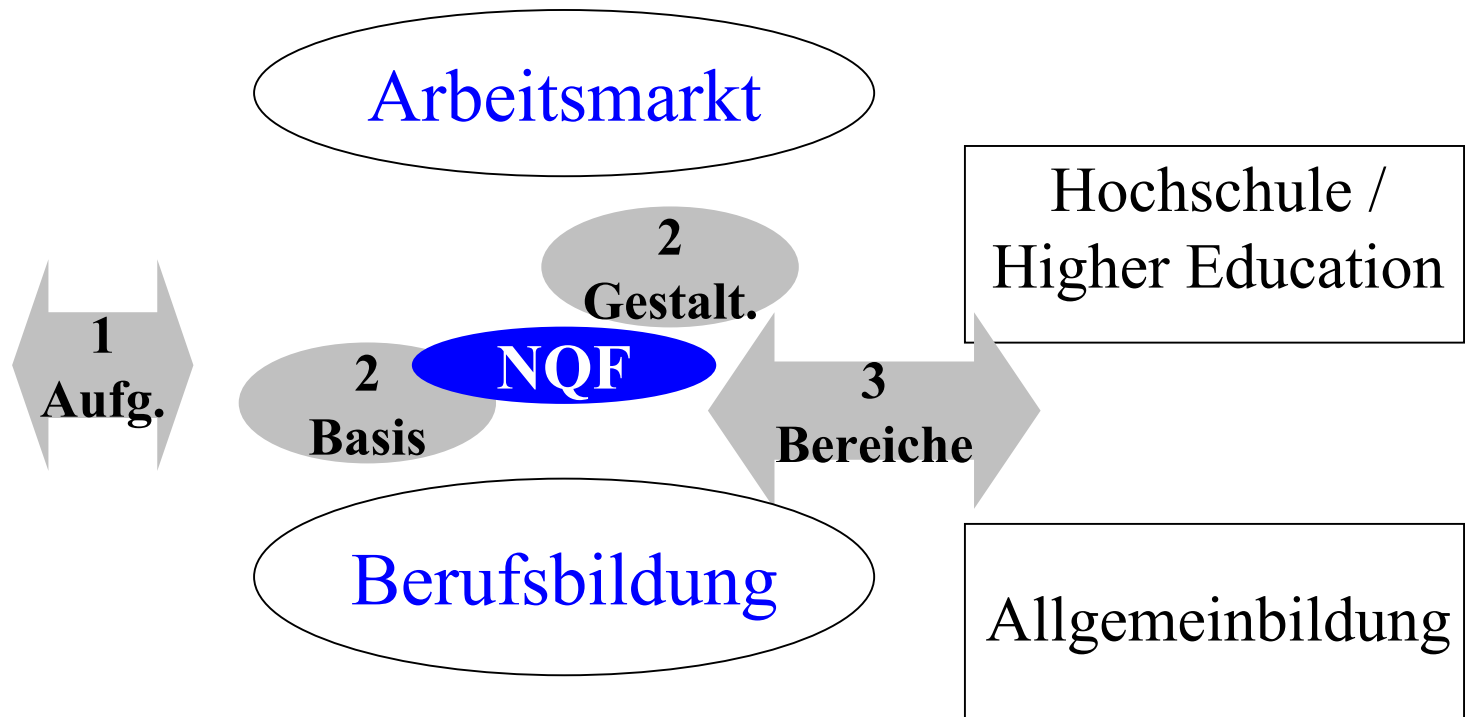 Arbeitsmarkt
Hochschule /
Higher Education
2
Gestalt.
1
Aufg.
2
Basis
NQF
3
Bereiche
Berufsbildung
Allgemeinbildung